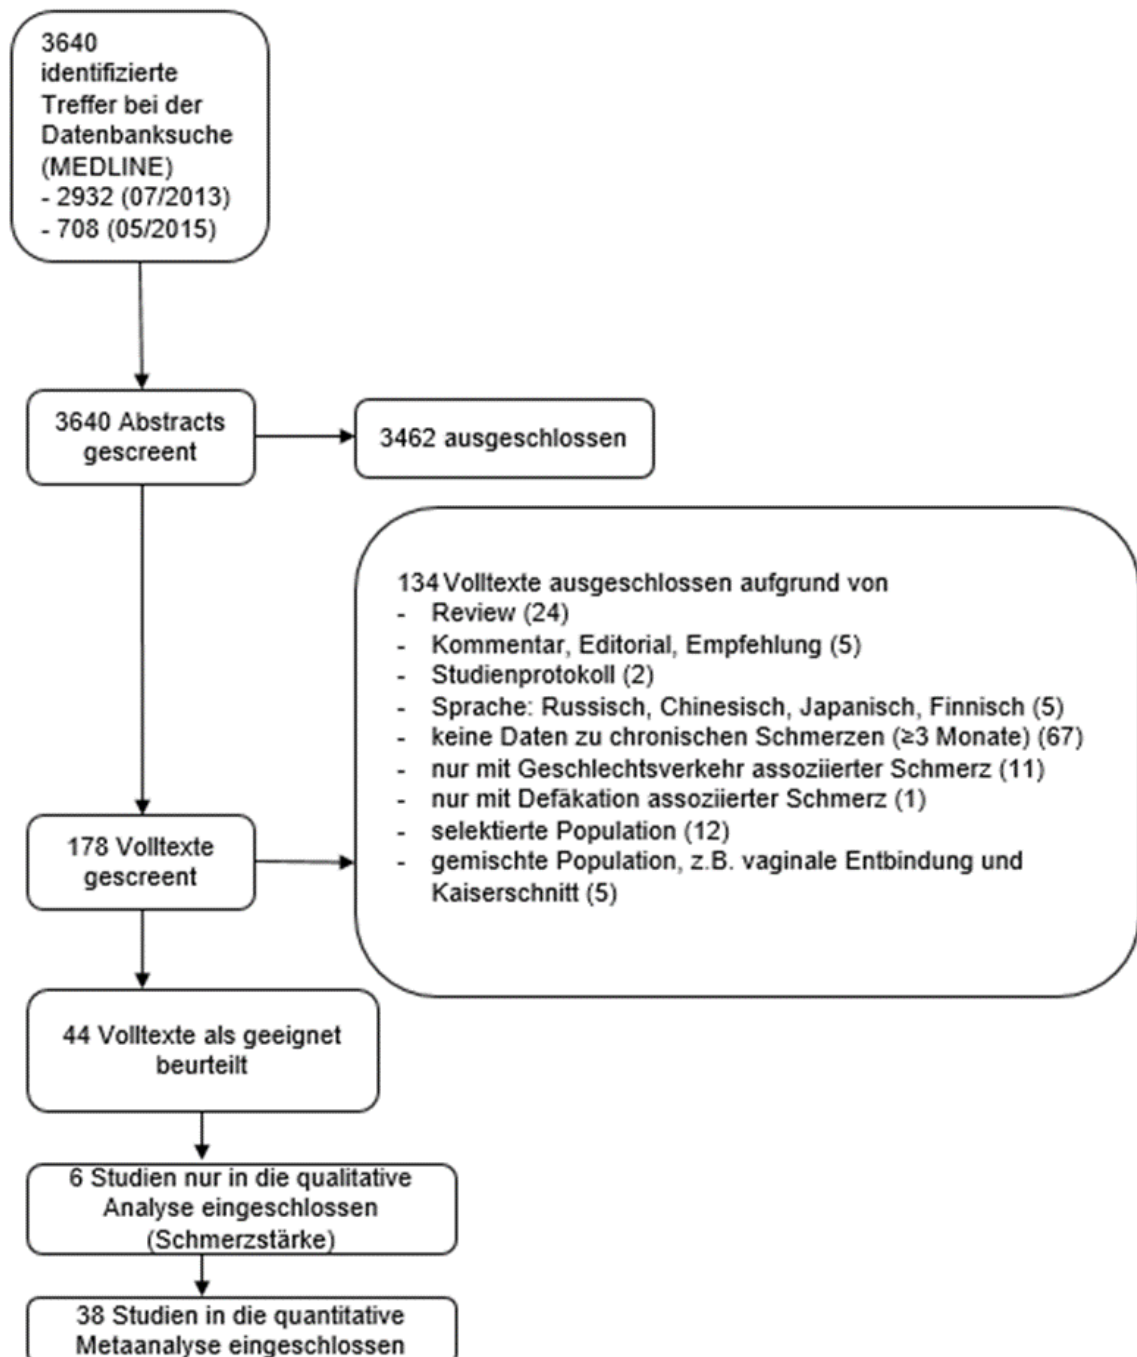 3640
identifizierte
Treffer bei der
Datenbanksuche
(MEDLINE)
- 2932 (07/2013)
- 708 (05/2015)
3640 Abstracts
gescreent
3462 ausgeschlossen
134 Volltexte ausgeschlossen aufgrund von
- Review (24)
- Kommentar, Editorial, Empfehlung (5)
- Studienprotokoll (2)
- Sprache: Russisch, Chinesisch, Japanisch, Finnisch (5)
- keine Daten zu chronischen Schmerzen (≥3 Monate) (67)
- nur mit Geschlechtsverkehr assoziierter Schmerz (11)
- nur mit Defäkation assoziierter Schmerz (1)
- selektierte Population (12)
- gemischte Population, z.B. vaginale Entbindung und
Kaiserschnitt (5)
178 Volltexte
gescreent
44 Volltexte als geeignet
beurteilt
6 Studien nur in die qualitative
Analyse eingeschlossen
(Schmerzstärke)
38 Studien in die quantitative
Metaanalyse eingeschlossen